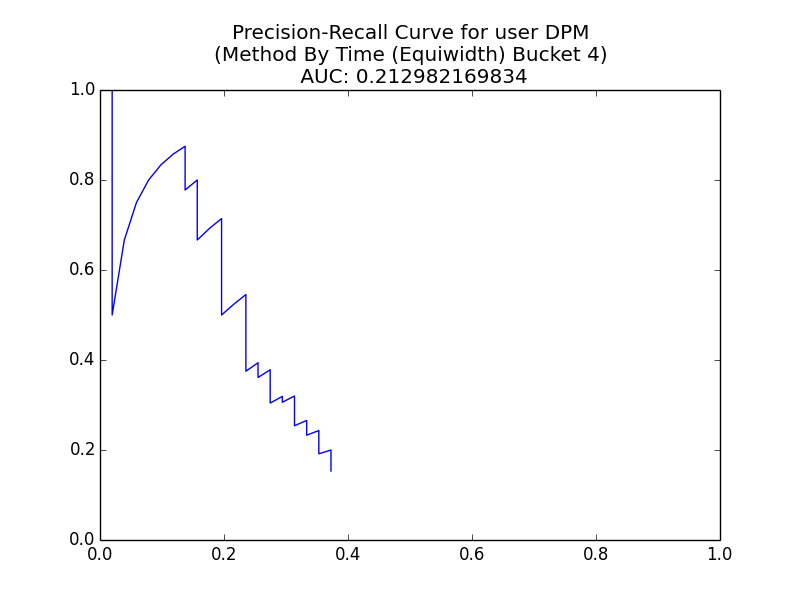 Precision-Recall Curve for user DPM
(Method By Time (Equiwidth) Bucket 4)
AUC: 0.212982169834
1.0
0.8
0.6
0.4
0.2
0.0
0.0 0.2 0.4 0.6 0.8 1.0